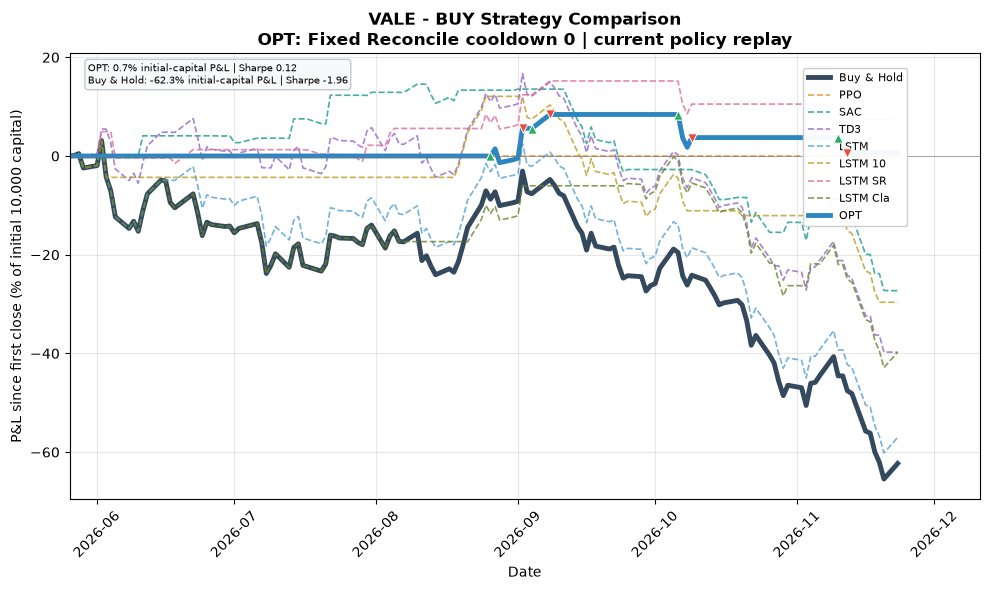 VALE - BUY Strategy Comparison
OPT: Fixed Reconcile cooldown 0 | current policy replay
OPT: 0.7% initial-capital P&L | Sharpe 0.12
Buy & Hold: -62.3% initial-capital P&L | Sharpe -1.96
Buy & Hold
PPO
SAC
TD3
LSTM
LSTM 10
LSTM SR
LSTM Cla
OPT
P&L since first close (% of initial 10,000 capital)
20
0
−20
−40
−60
2026-06
2026-07
2026-08
2026-09
2026-10
2026-11
2026-12
Date